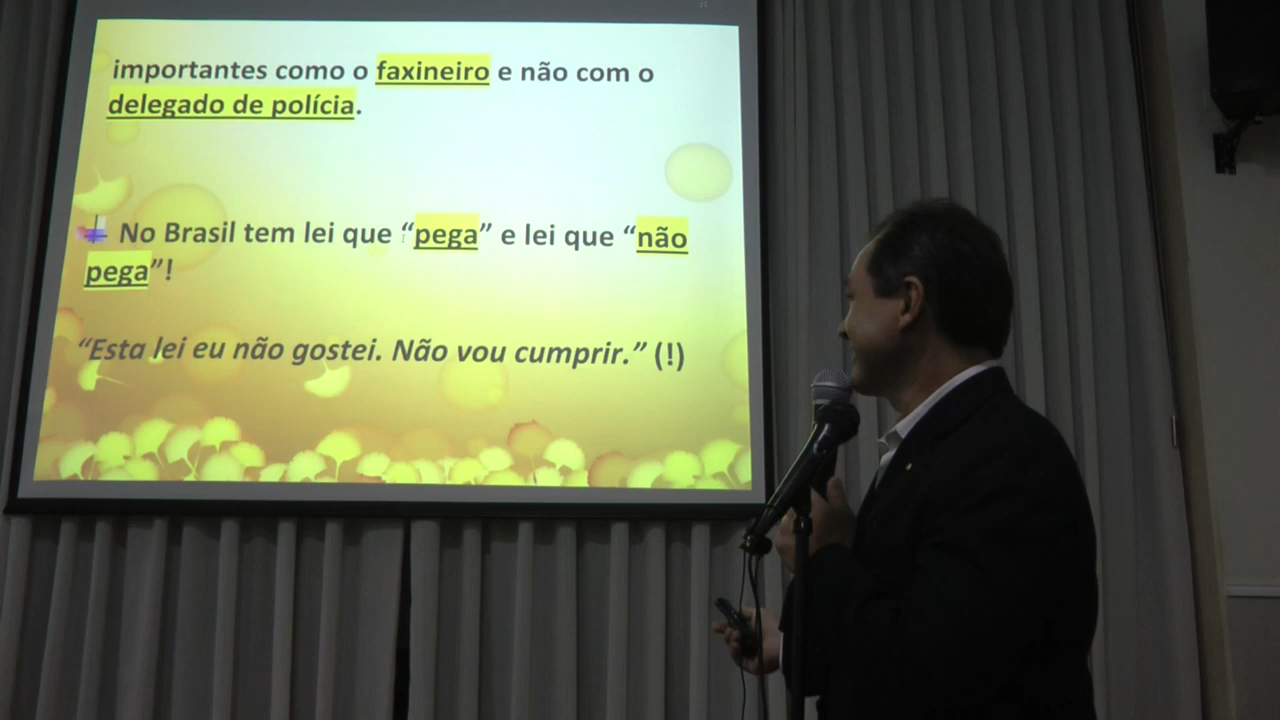 importantes como o faxineiro e não com o
delegado de polícia.
No Brasil tem lei que “pega” e lei que “não
pega”!
“Esta lei eu não gostei. Não vou cumprir.” (!)